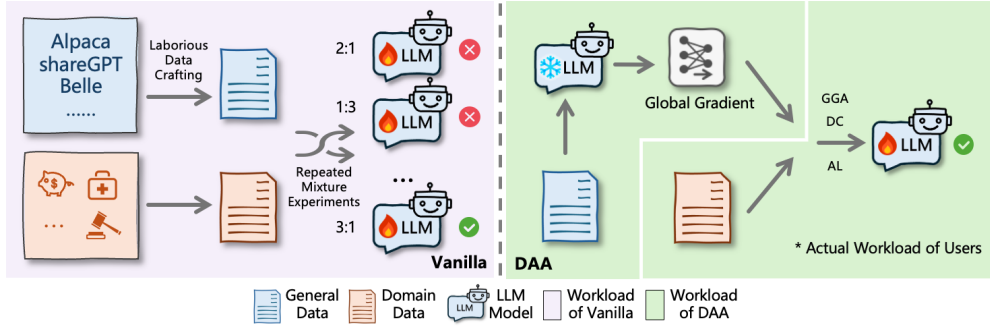 Alpaca
shareGPT
Belle
......
Laborious
Data
Crafting
2:1
LLM
1:3
LLM
Repeated
Mixture
Experiments
...
3:1
LLM
$
...
Vanilla
LLM
Global Gradient
GGA
DC
AL
LLM
* Actual Workload of Users
DAA
General
Data
Domain
Data
LLM
LLM
Model
Workload
of Vanilla
Workload
of DAA